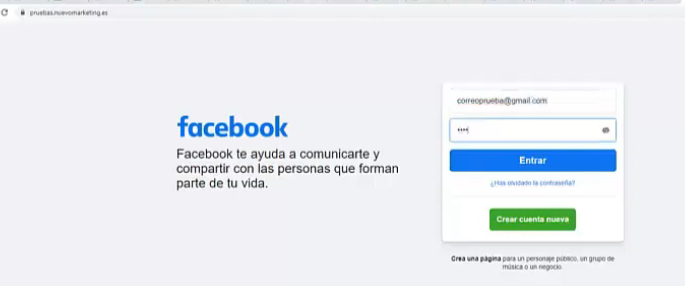 pruebas.nuevomarketing.es
facebook
Facebook te ayuda a comunicarte y
compartir con las personas que forman
parte de tu vida.
correoprueba@gmail.com
••••
Entrar
¿Has olvidado la contraseña?
Crear cuenta nueva
Crea una página para un personaje público, un grupo de
música o un negocio.